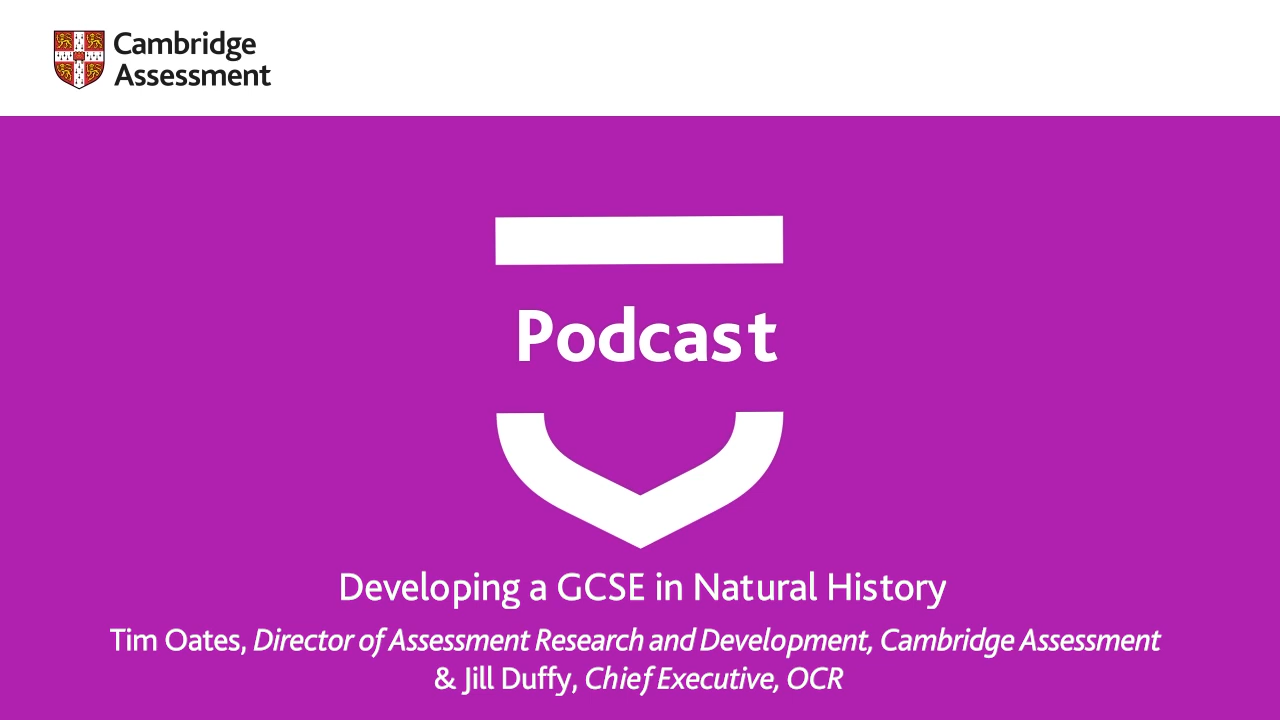 Cambridge
Assessment
Podcast
Developing a GCSE in Natural History
Tim Oates, Director of Assessment Research and Development, Cambridge Assessment
& Jill Duffy, Chief Executive, OCR